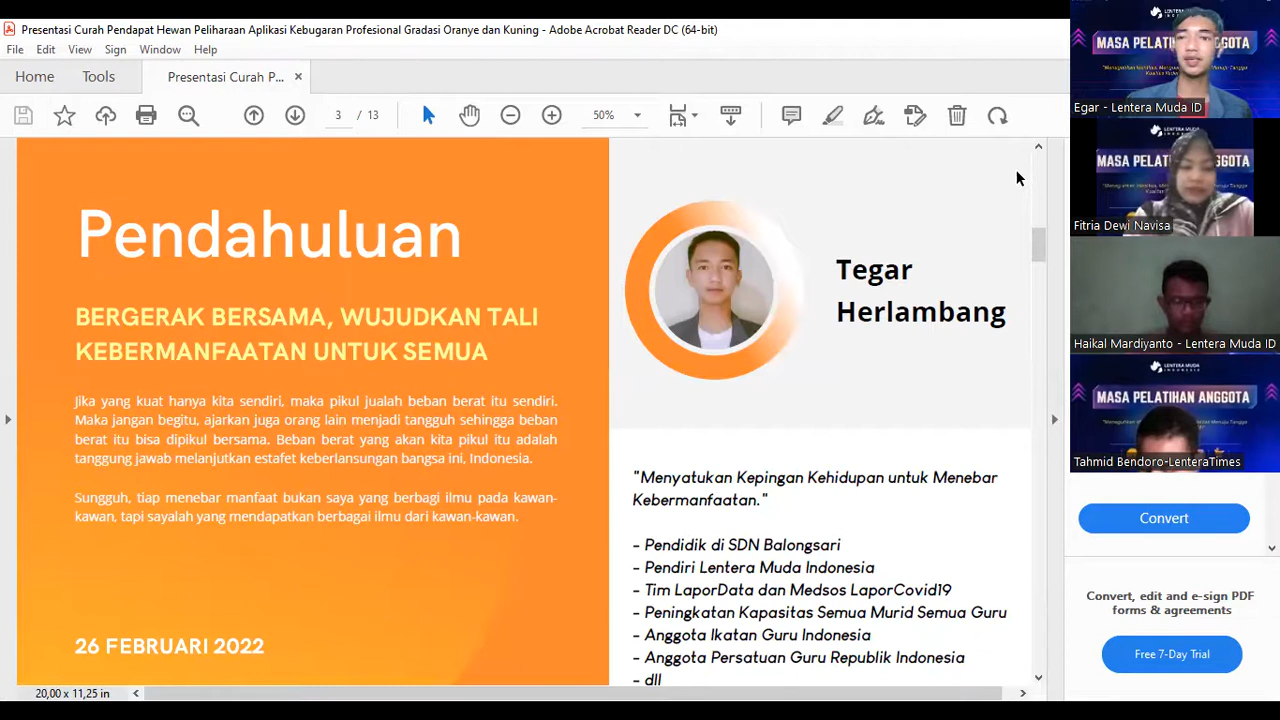 Presentasi Curah Pendapat Hewan Peliharaan Aplikasi Kebugaran Profesional Gradasi Oranye dan Kuning - Adobe Acrobat Reader DC (64-bit)
File Edit View Sign Window Help
Home Tools Presentasi Curah P... ×
3 / 13 50%
Pendahuluan
BERGERAK BERSAMA, WUJUDKAN TALI
KEBERMANFAATAN UNTUK SEMUA
Jika yang kuat hanya kita sendiri, maka pikul jualah beban berat itu sendiri.
Maka jangan begitu, ajarkan juga orang lain menjadi tangguh sehingga beban
berat itu bisa dipikul bersama. Beban berat yang akan kita pikul itu adalah
tanggung jawab melanjutkan estafet keberlansungan bangsa ini, Indonesia.
Sungguh, tiap menebar manfaat bukan saya yang berbagi ilmu pada kawan-
kawan, tapi sayalah yang mendapatkan berbagai ilmu dari kawan-kawan.
26 FEBRUARI 2022
Tegar
Herlambang
"Menyatukan Kepingan Kehidupan untuk Menebar
Kebermanfaatan."
- Pendidik di SDN Balongsari
- Pendiri Lentera Muda Indonesia
- Tim LaporData dan Medsos LaporCovid19
- Peningkatan Kapasitas Semua Murid Semua Guru
- Anggota Ikatan Guru Indonesia
- Anggota Persatuan Guru Republik Indonesia
- dll
20,00 x 11,25 in
Egar - Lentera Muda ID
Fitria Dewi Navisa
Haikal Mardiyanto - Lentera Muda ID
LENTERA MUDA
MASA PELATIHAN ANGGOTA
Tahmid Bendoro-LenteraTimes
Convert
Convert, edit and e-sign PDF
forms & agreements
Free 7-Day Trial